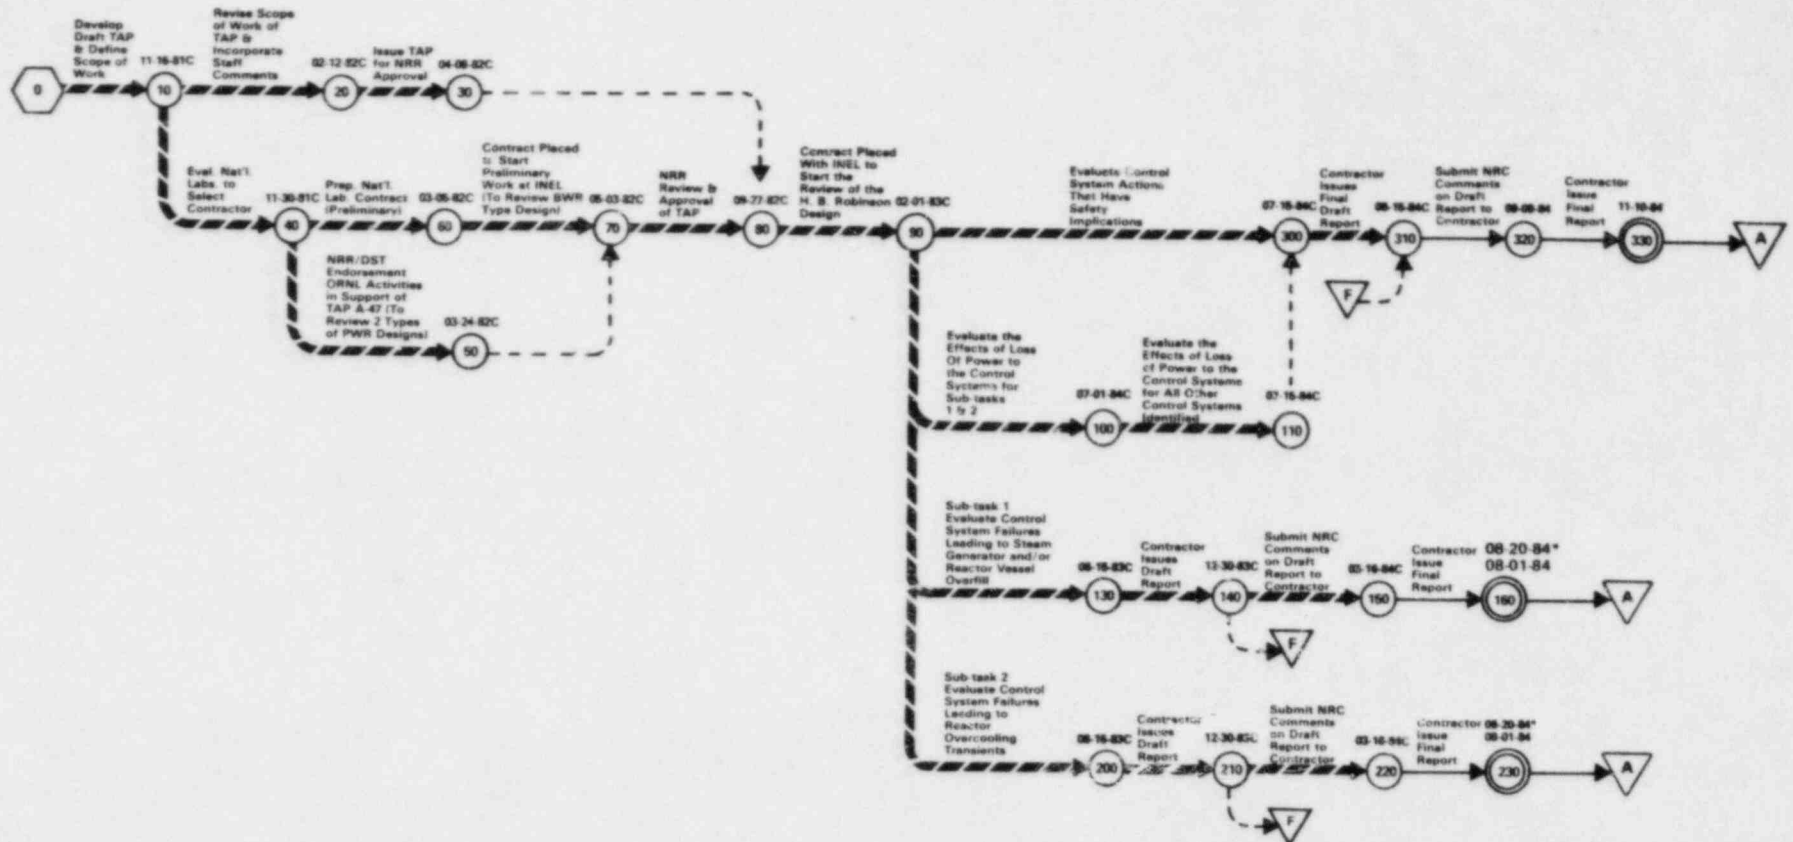 Develop
Draft TAP
& Define
Scope of
Work
11-16-81C
Revise Scope
of Work of
TAP &
Incorporate
Staff
Comments
02-12-82C
Issue TAP
for NRR
Approval
04-08-82C
0
10
20
30
Eval. Nat'l.
Labs. to
Select
Contractor
11-30-81C
Prep. Nat'l.
Lab. Contract
(Preliminary)
03-05-82C
Contract Placed
to Start
Preliminary
Work at INEL
(To Review BWR
Type Design)
05-03-82C
NRR
Review &
Approval
of TAP
09-27-82C
Contract Placed
With INEL to
Start the
Review of the
H. B. Robinson
Design
02-01-83C
Evaluate Control
System Actions
That Have
Safety
Implications
07-16-84C
Contractor
Issues
Final
Draft
Report
08-15-84C
Submit NRC
Comments
on Draft
Report to
Contractor
Contractor
Issue
Final
Report
11-10-84
40
60
70
80
90
300
310
320
330
A
F
NRR/DST
Endorsement
ORNL Activities
in Support of
TAP A-47 (To
Review 2 Types
of PWR Designs)
03-24-82C
50
Evaluate the
Effects of Loss
Of Power to
the Control
Systems for
Sub-tasks
1 & 2
07-01-84C
Evaluate the
Effects of Loss
of Power to the
Control Systems
for All Other
Control Systems
Identified
07-15-84C
100
110
Sub-task 1
Evaluate Control
System Failures
Leading to Steam
Generator and/or
Reactor Vessel
Overfill
08-16-83C
Contractor
Issues
Draft
Report
12-30-83C
Submit NRC
Comments
on Draft
Report to
Contractor
03-16-84C
Contractor
Issue
Final
Report
08-20-84*
08-01-84
130
140
150
160
A
F
Sub-task 2
Evaluate Control
System Failures
Leading to
Reactor
Overcooling
Transients
08-16-83C
Contractor
Issues
Draft
Report
12-30-83C
Submit NRC
Comments
on Draft
Report to
Contractor
03-16-84C
Contractor
Issue
Final
Report
08-20-84*
08-01-84
200
210
220
230
A
F